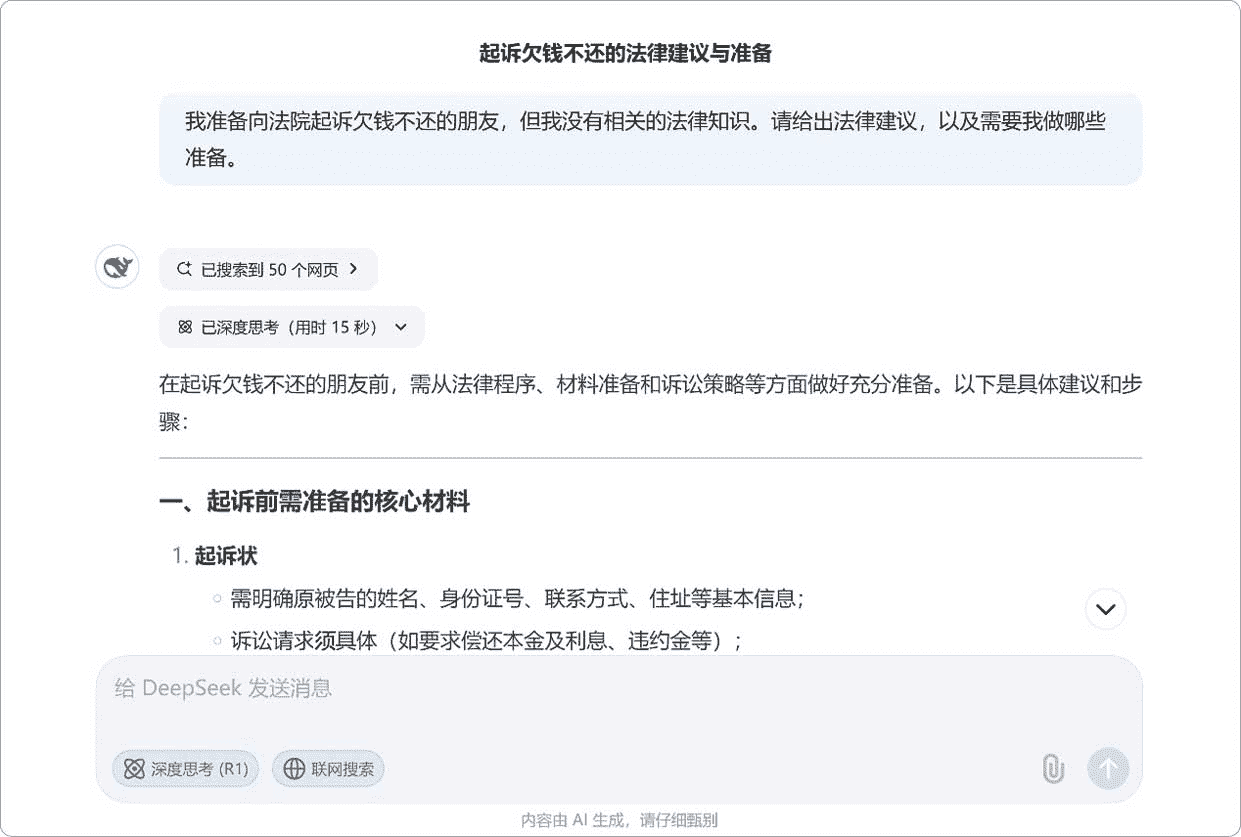 起诉欠钱不还的法律建议与准备
我准备向法院起诉欠钱不还的朋友，但我没有相关的法律知识。请给出法律建议，以及需要我做哪些
准备。
已搜索到 50 个网页
已深度思考（用时 15 秒）
在起诉欠钱不还的朋友前，需从法律程序、材料准备和诉讼策略等方面做好充分准备。以下是具体建议和步
骤：
一、起诉前需准备的核心材料
1. 起诉状
需明确原被告的姓名、身份证号、联系方式、住址等基本信息；
诉讼请求须具体（如要求偿还本金及利息、违约金等）；
给 DeepSeek 发送消息
深度思考 (R1)
联网搜索
内容由 AI 生成，请仔细甄别